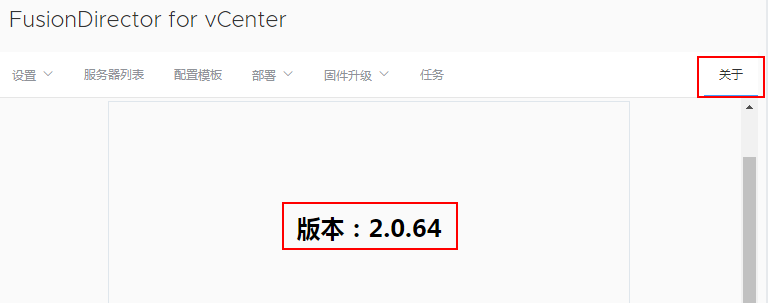 FusionDirector for vCenter
设置 服务器列表 配置模板 部署 固件升级 任务 关于
版本：2.0.64